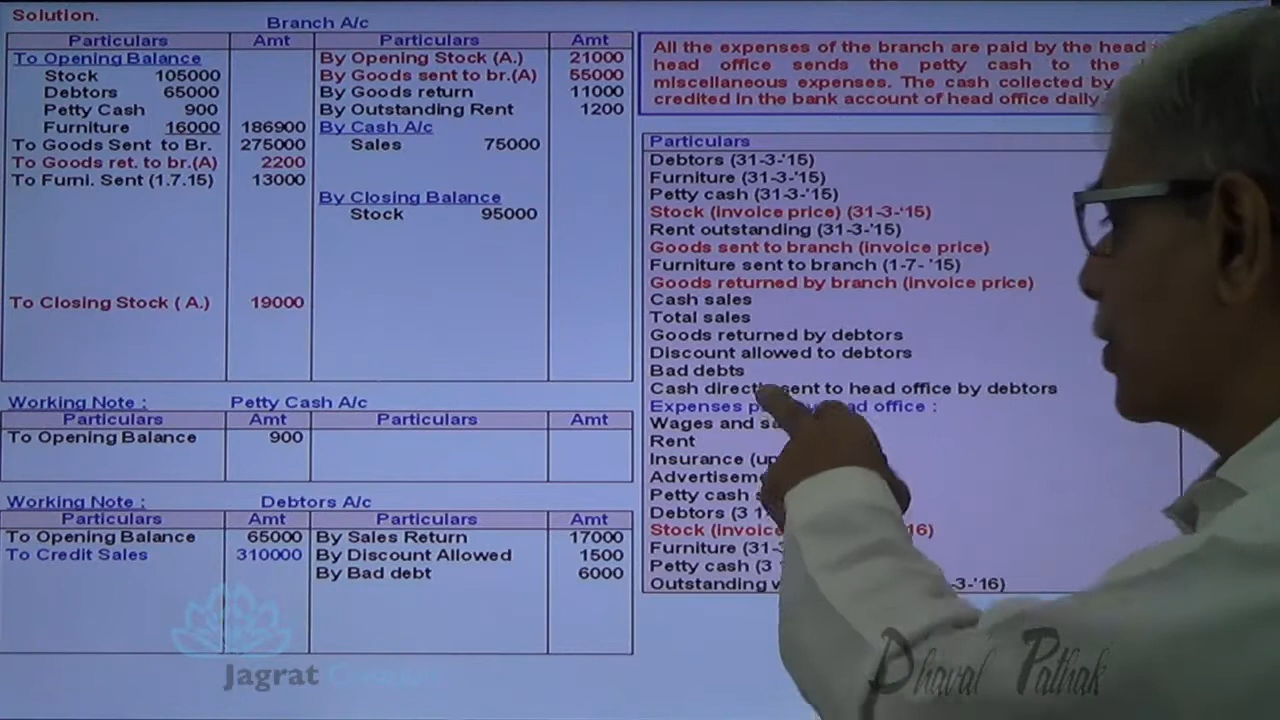 Solution.
Branch A/c
Particulars Amt Particulars Amt
To Opening Balance By Opening Stock (A.) 21000
Stock 105000 By Goods sent to br.(A) 55000
Debtors 65000 By Goods return 11000
Petty Cash 900 By Outstanding Rent 1200
Furniture 16000 186900 By Cash A/c
To Goods Sent to Br. 275000 Sales 75000
To Goods ret. to br.(A) 2200
To Furni. Sent (1.7.15) 13000
By Closing Balance
Stock 95000
To Closing Stock ( A.) 19000
Working Note : Petty Cash A/c
Particulars Amt Particulars Amt
To Opening Balance 900
Working Note : Debtors A/c
Particulars Amt Particulars Amt
To Opening Balance 65000 By Sales Return 17000
To Credit Sales 310000 By Discount Allowed 1500
By Bad debt 6000
All the expenses of the branch are paid by the head
head office sends the petty cash to the
miscellaneous expenses. The cash collected by
credited in the bank account of head office daily
Particulars
Debtors (31-3-'15)
Furniture (31-3-'15)
Petty cash (31-3-'15)
Stock (invoice price) (31-3-'15)
Rent outstanding (31-3-'15)
Goods sent to branch (invoice price)
Furniture sent to branch (1-7- '15)
Goods returned by branch (invoice price)
Cash sales
Total sales
Goods returned by debtors
Discount allowed to debtors
Bad debts
Cash directly sent to head office by debtors
Expenses office :
Wages and
Rent
Insurance
Petty cash
Debtors (3
Stock 16)
Furniture (31-
Petty cash (3
Outstanding -3-'16)
Jagrat
Dhaval Pathak